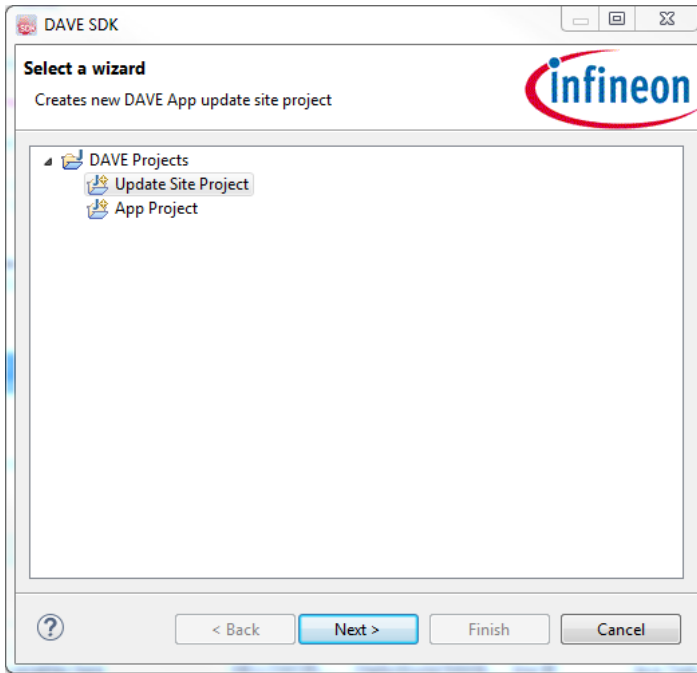 DAVE SDK
Select a wizard
Creates new DAVE App update site project
infineon
DAVE Projects
Update Site Project
App Project
?
< Back
Next >
Finish
Cancel